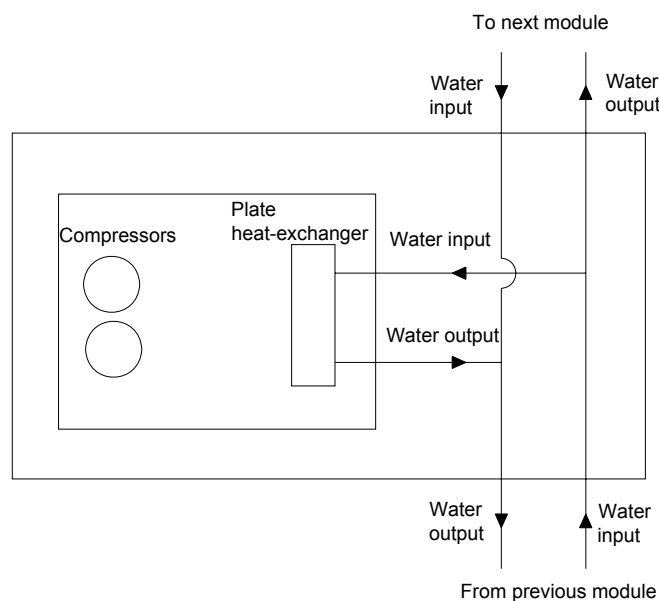 To next module
Water
input
Water
output
Plate
heat-exchanger
Compressors
Water input
Water output
Water
output
Water
input
From previous module